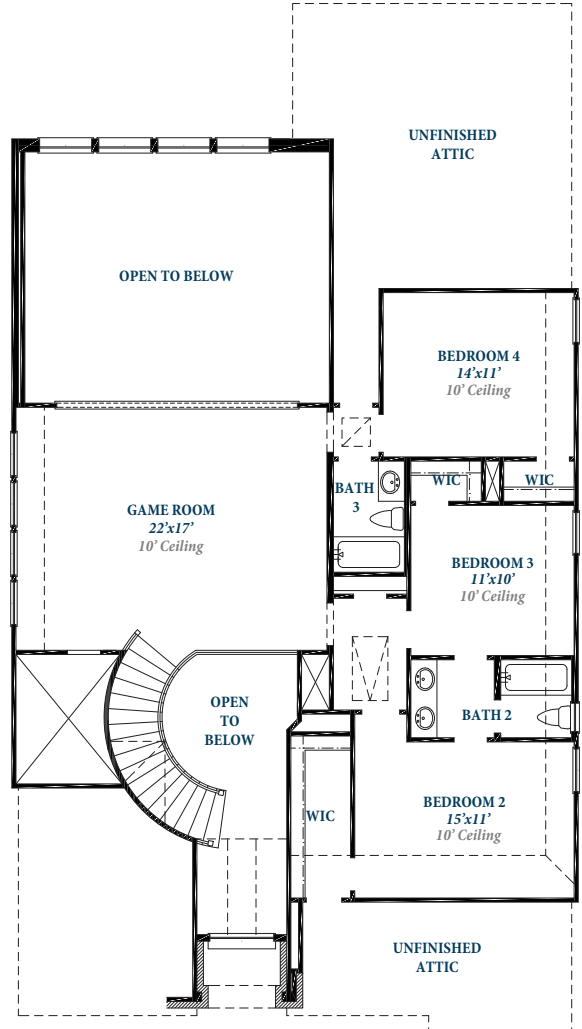 UNFINISHED
ATTIC
OPEN TO BELOW
BEDROOM 4
14'x11'
10' Ceiling
BATH
3
WIC
WIC
GAME ROOM
22'x17'
10' Ceiling
BEDROOM 3
11'x10'
10' Ceiling
OPEN
TO
BELOW
BATH 2
WIC
BEDROOM 2
15'x11'
10' Ceiling
UNFINISHED
ATTIC